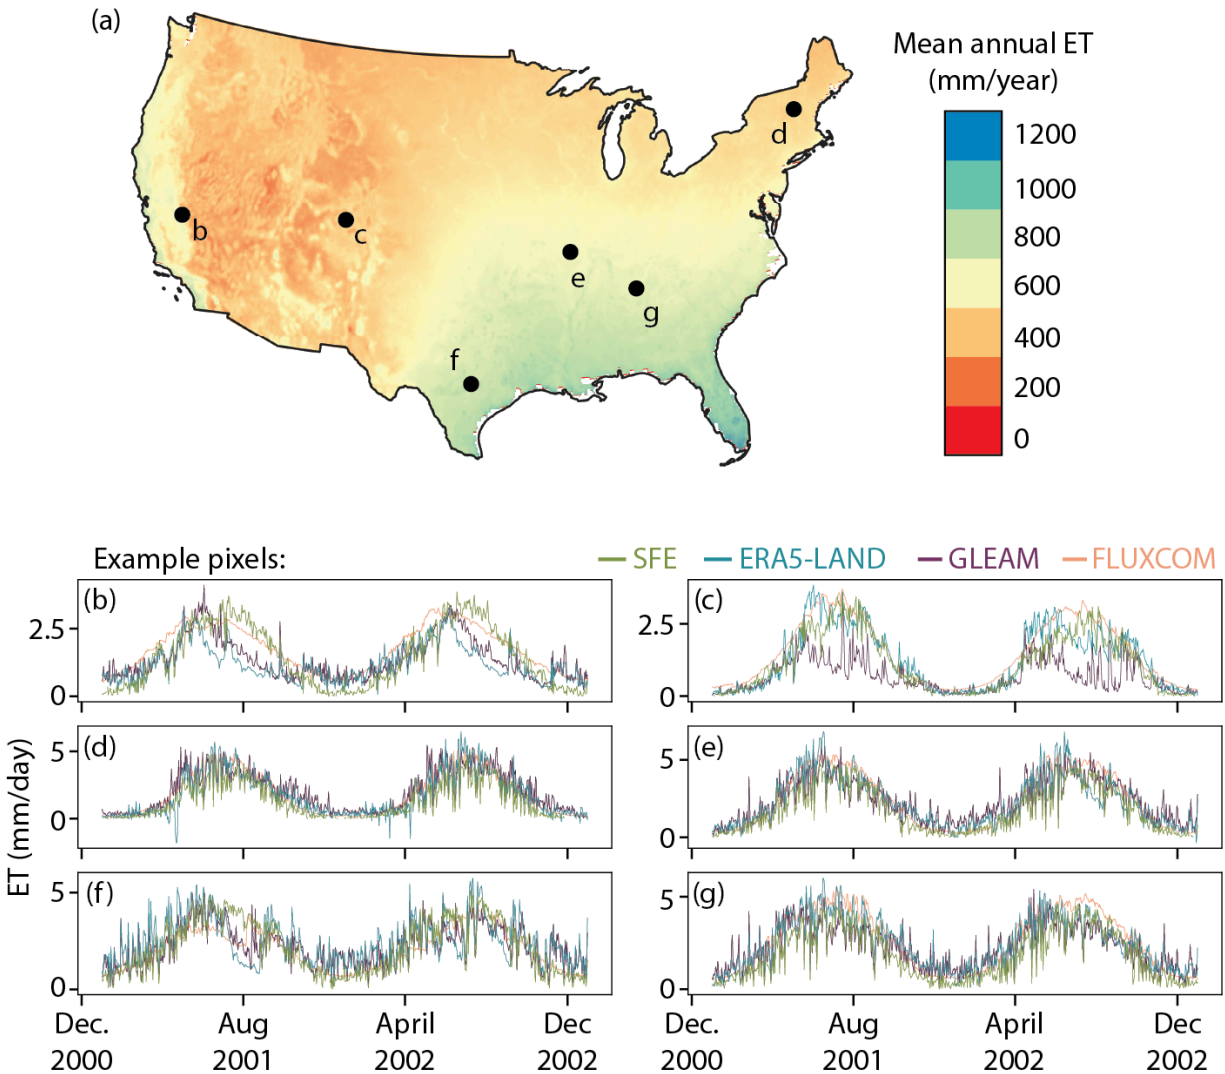 (a)
Mean annual ET
(mm/year)
1200
1000
800
600
400
200
0
b
c
d
e
f
g
Example pixels:
SFE ERA5-LAND GLEAM FLUXCOM
ET (mm/day)
(b)
2.5
0
(c)
2.5
0
(d)
5
0
(e)
5
0
(f)
5
0
(g)
5
0
Dec. Aug April Dec
2000 2001 2002 2002
Dec. Aug April Dec
2000 2001 2002 2002